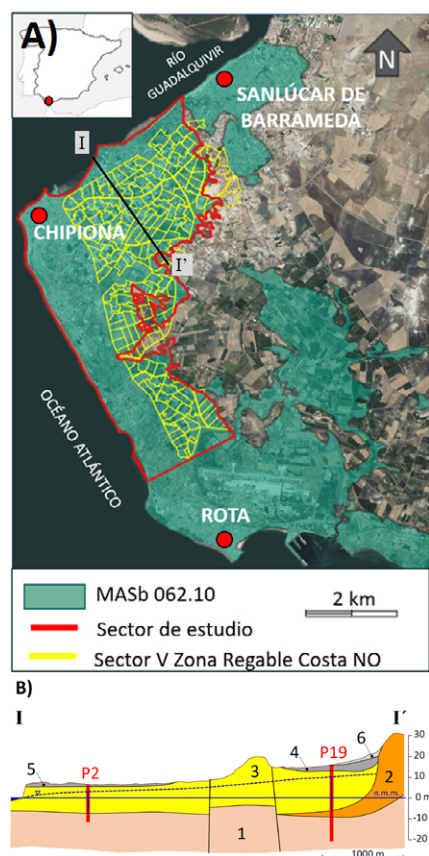 A)
N
RÍO
GUADALQUIVIR
SANLÚCAR DE
BARRAMEDA
I
CHIPIONA
I'
OCÉANO ATLÁNTICO
ROTA
MASb 062.10
2 km
Sector de estudio
Sector V Zona Regable Costa NO
B)
I
I´
30
6
P19
20
5
P2
3
4
2
10
n.m.m.
0 m
1
-10
-20
1000 m